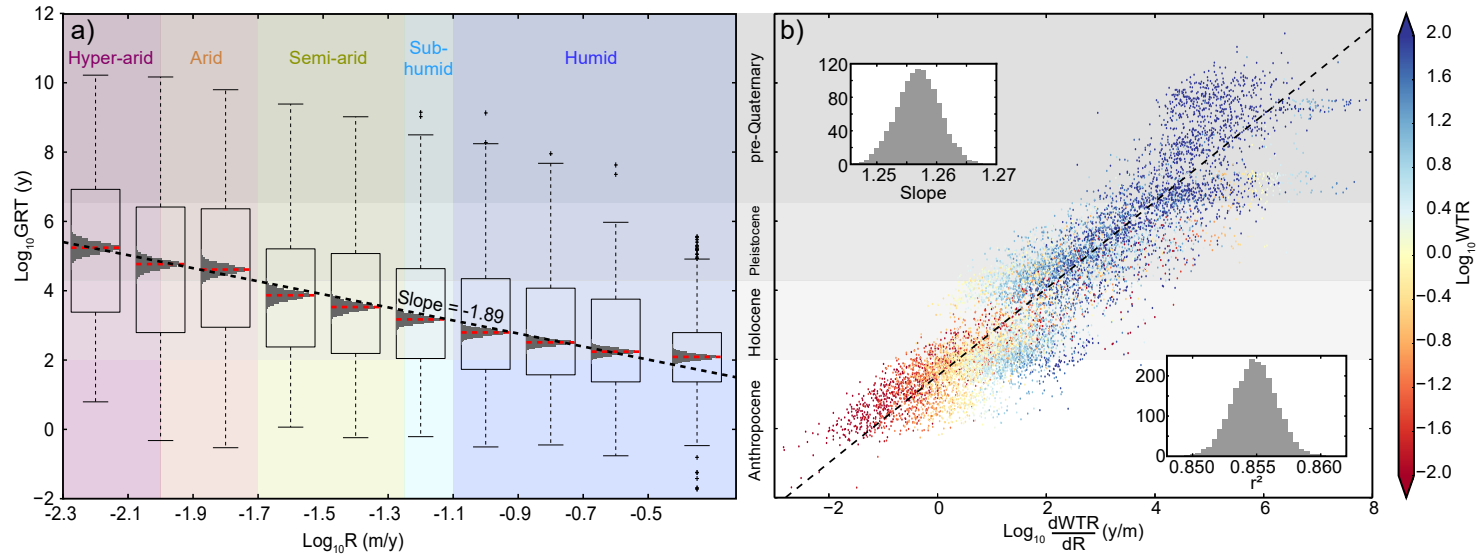 a)
Hyper-arid
Arid
Semi-arid
Sub-
humid
Humid
12
10
8
6
4
2
0
−2
Log10GRT (y)
Slope = -1.89
-2.3
-2.1
-1.9
-1.7
-1.5
-1.3
-1.1
-0.9
-0.7
-0.5
Log10R (m/y)
b)
pre-Quaternary
Pleistocene
Holocene
Anthropocene
120
80
40
0
1.25
1.26
1.27
Slope
200
100
0
0.850
0.855
0.860
r²
−2
0
2
4
6
8
Log10 dWTR/dR (y/m)
2.0
1.6
1.2
0.8
0.4
0.0
−0.4
−0.8
−1.2
−1.6
−2.0
Log10WTR